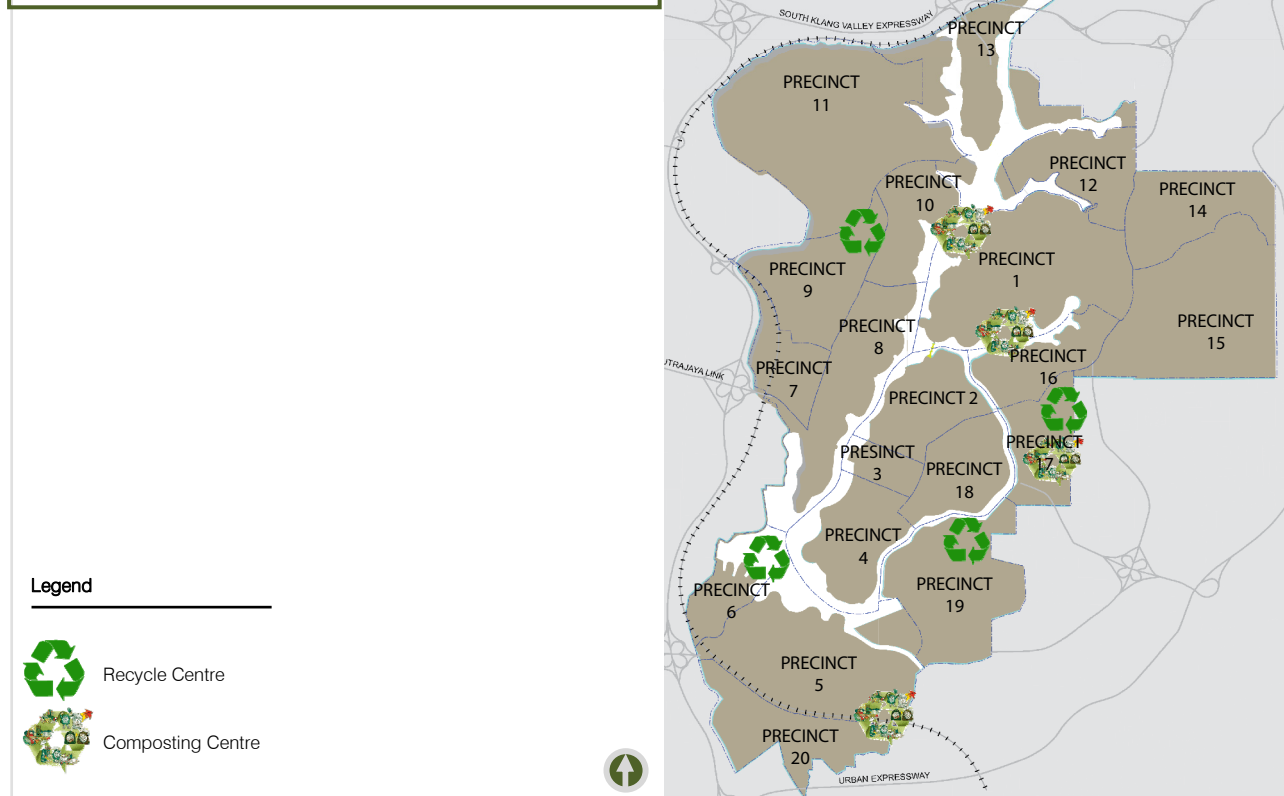 SOUTH KLANG VALLEY EXPRESSWAY
PRECINCT
13
PRECINCT
11
PRECINCT
12
PRECINCT
10
PRECINCT
14
PRECINCT
1
PRECINCT
9
PRECINCT
8
PRECINCT
15
PRECINCT
16
UTRAJAYA LINK
PRECINCT
7
PRECINCT 2
PRECINCT
17
PRESINCT
3
PRECINCT
18
PRECINCT
4
PRECINCT
19
PRECINCT
6
PRECINCT
5
PRECINCT
20
URBAN EXPRESSWAY
Legend
Recycle Centre
Composting Centre